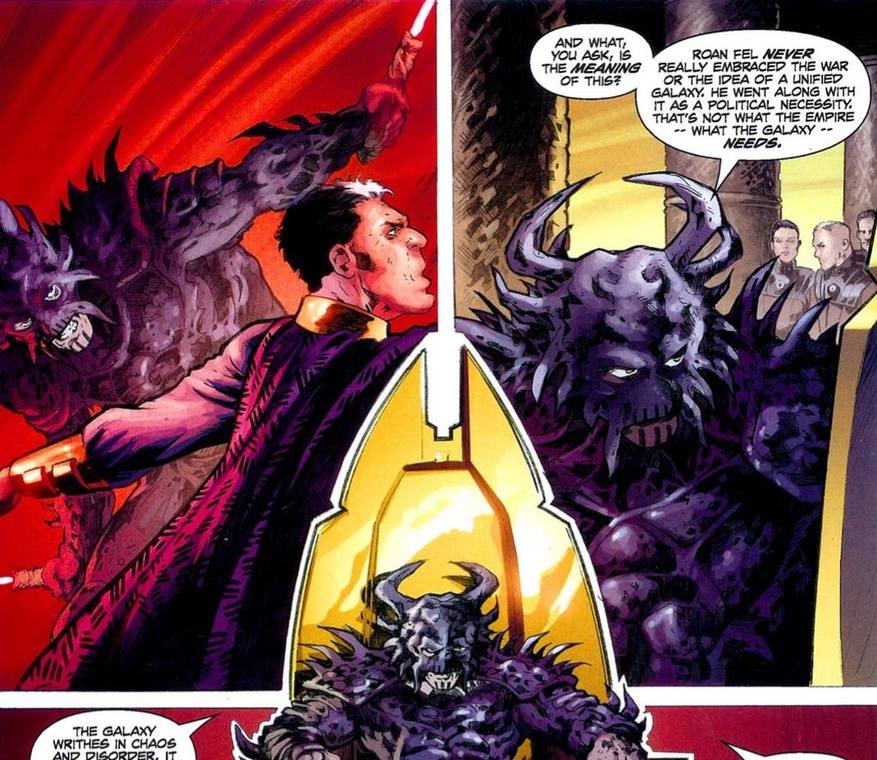 AND WHAT,
YOU ASK, IS
THE MEANING
OF THIS?
ROAN FEL NEVER
REALLY EMBRACED THE WAR
OR THE IDEA OF A UNIFIED
GALAXY. HE WENT ALONG WITH
IT AS A POLITICAL NECESSITY.
THAT'S NOT WHAT THE EMPIRE
-- WHAT THE GALAXY --
NEEDS.
THE GALAXY
WRITHES IN CHAOS
AND DISORDER. IT